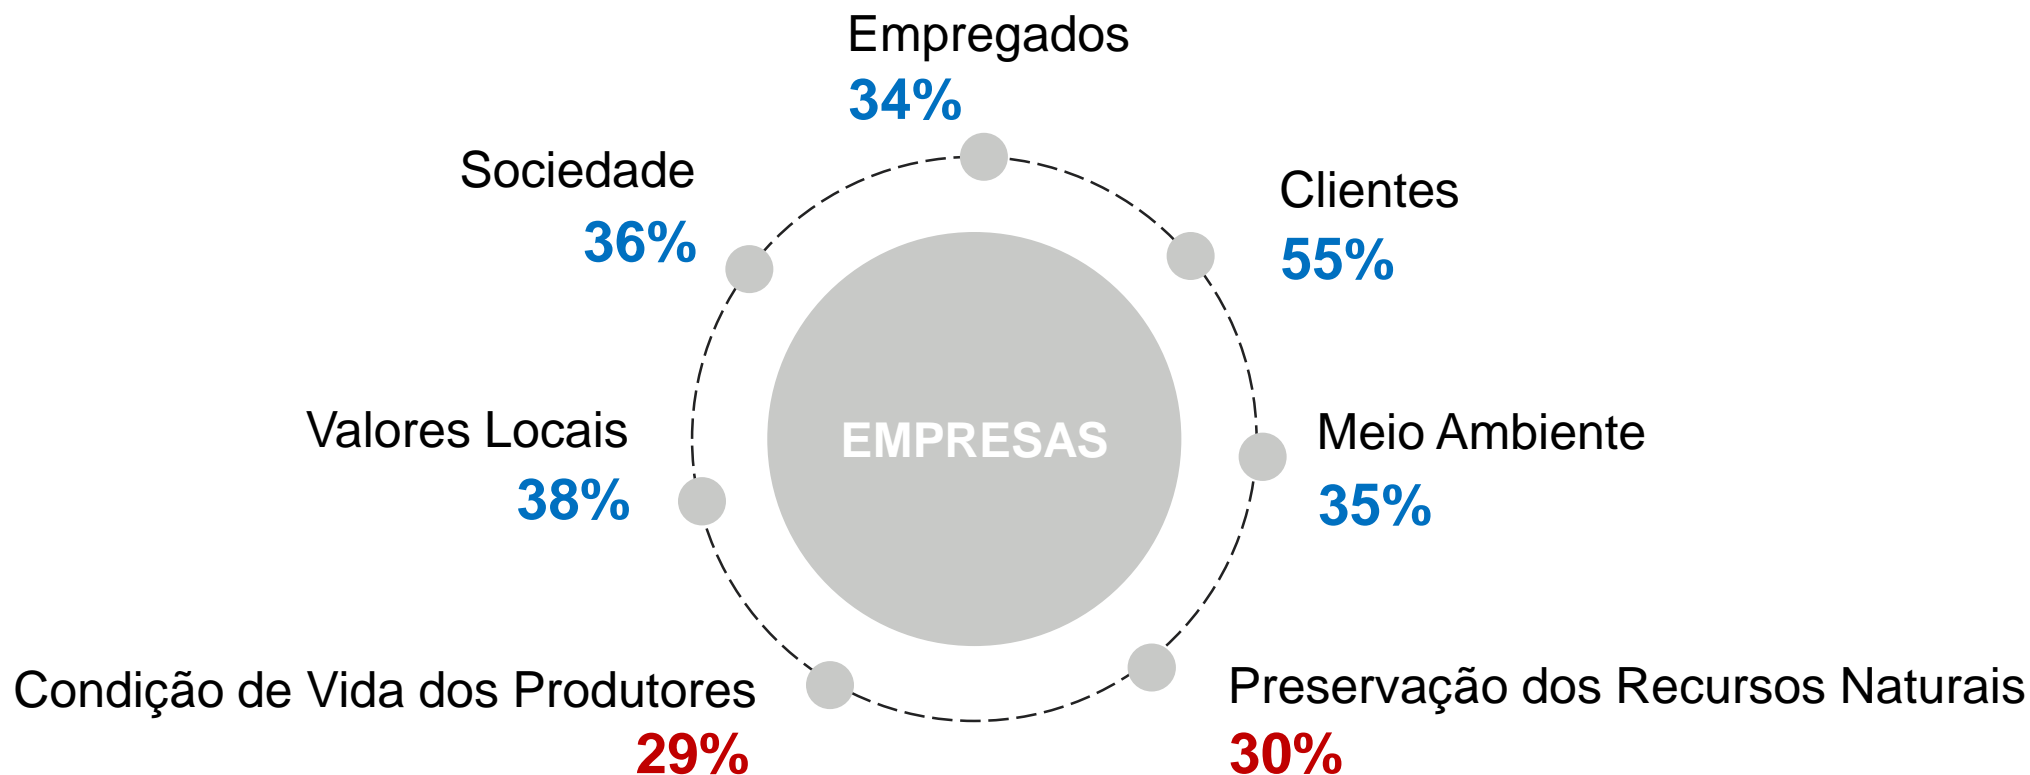 Empregados
34%
Sociedade
36%
Clientes
55%
Valores Locais
38%
EMPRESAS
Meio Ambiente
35%
Condição de Vida dos Produtores
29%
Preservação dos Recursos Naturais
30%